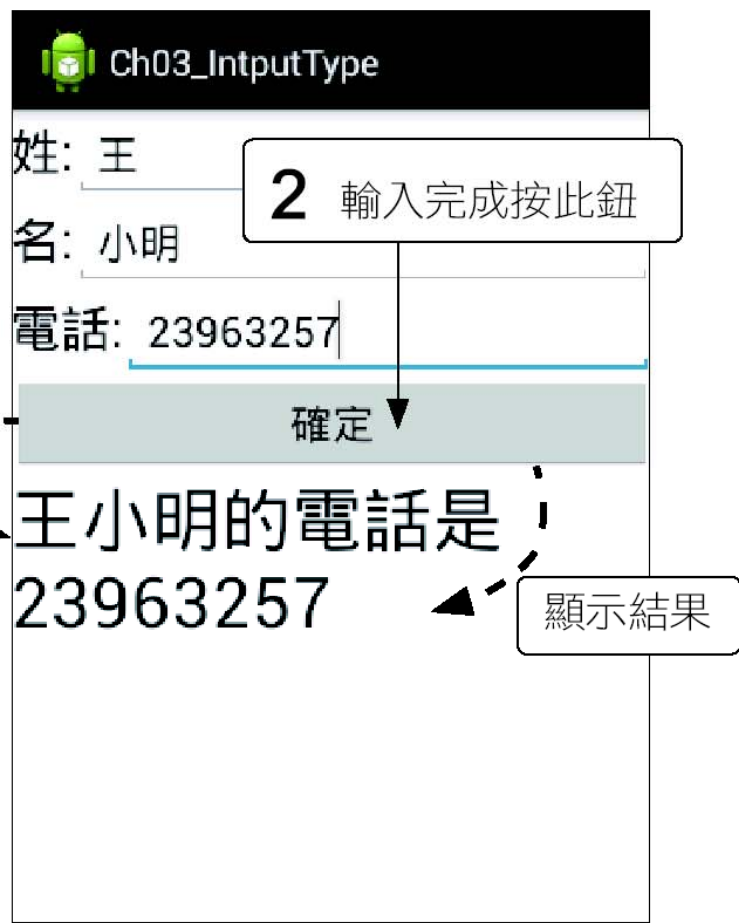 Ch03_IntputType
姓: 王
2 輸入完成按此鈕
名: 小明
電話: 23963257
確定
王小明的電話是
23963257
顯示結果